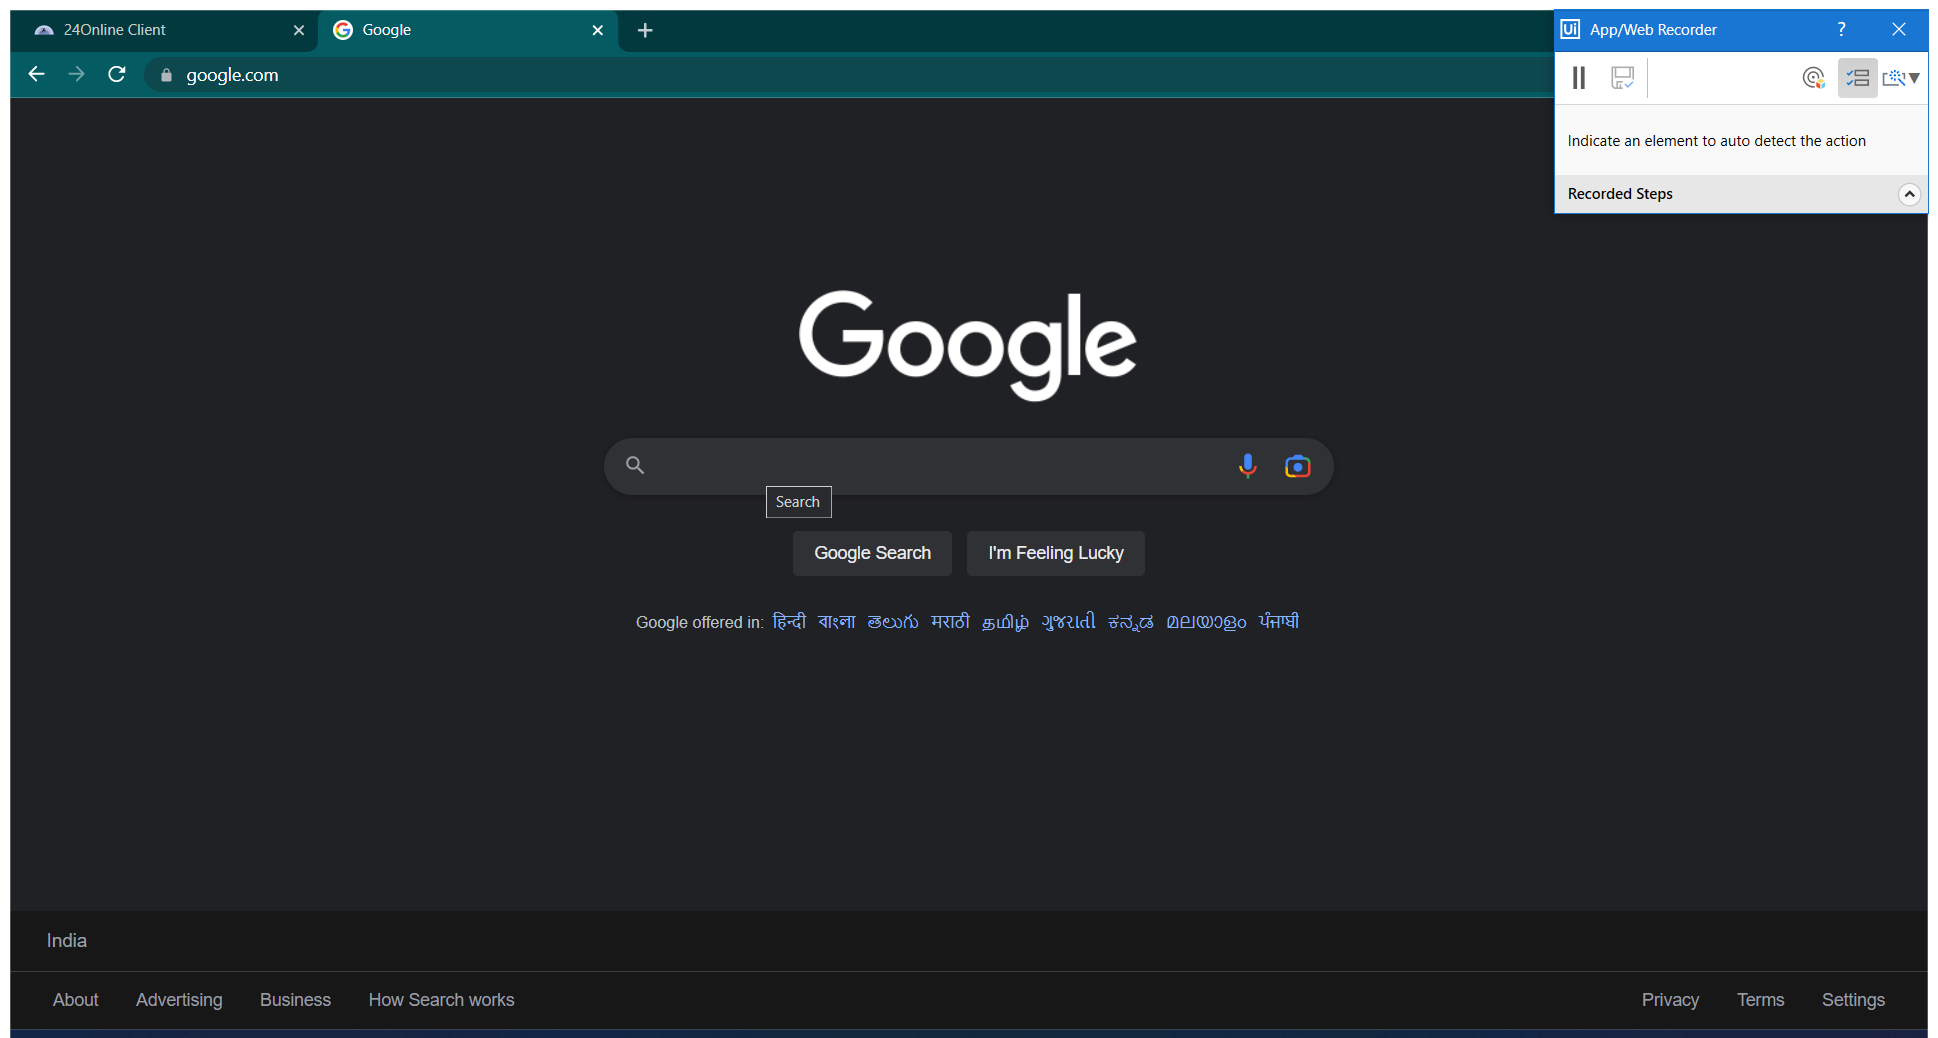 24Online Client
Google
App/Web Recorder
google.com
Indicate an element to auto detect the action
Recorded Steps
Google
Search
Google Search I'm Feeling Lucky
Google offered in: हिन्दी বাংলা తెలుగు मराठी தமிழ் ગુજરાતી ಕನ್ನಡ മലയാളം ਪੰਜਾਬੀ
India
About Advertising Business How Search works Privacy Terms Settings